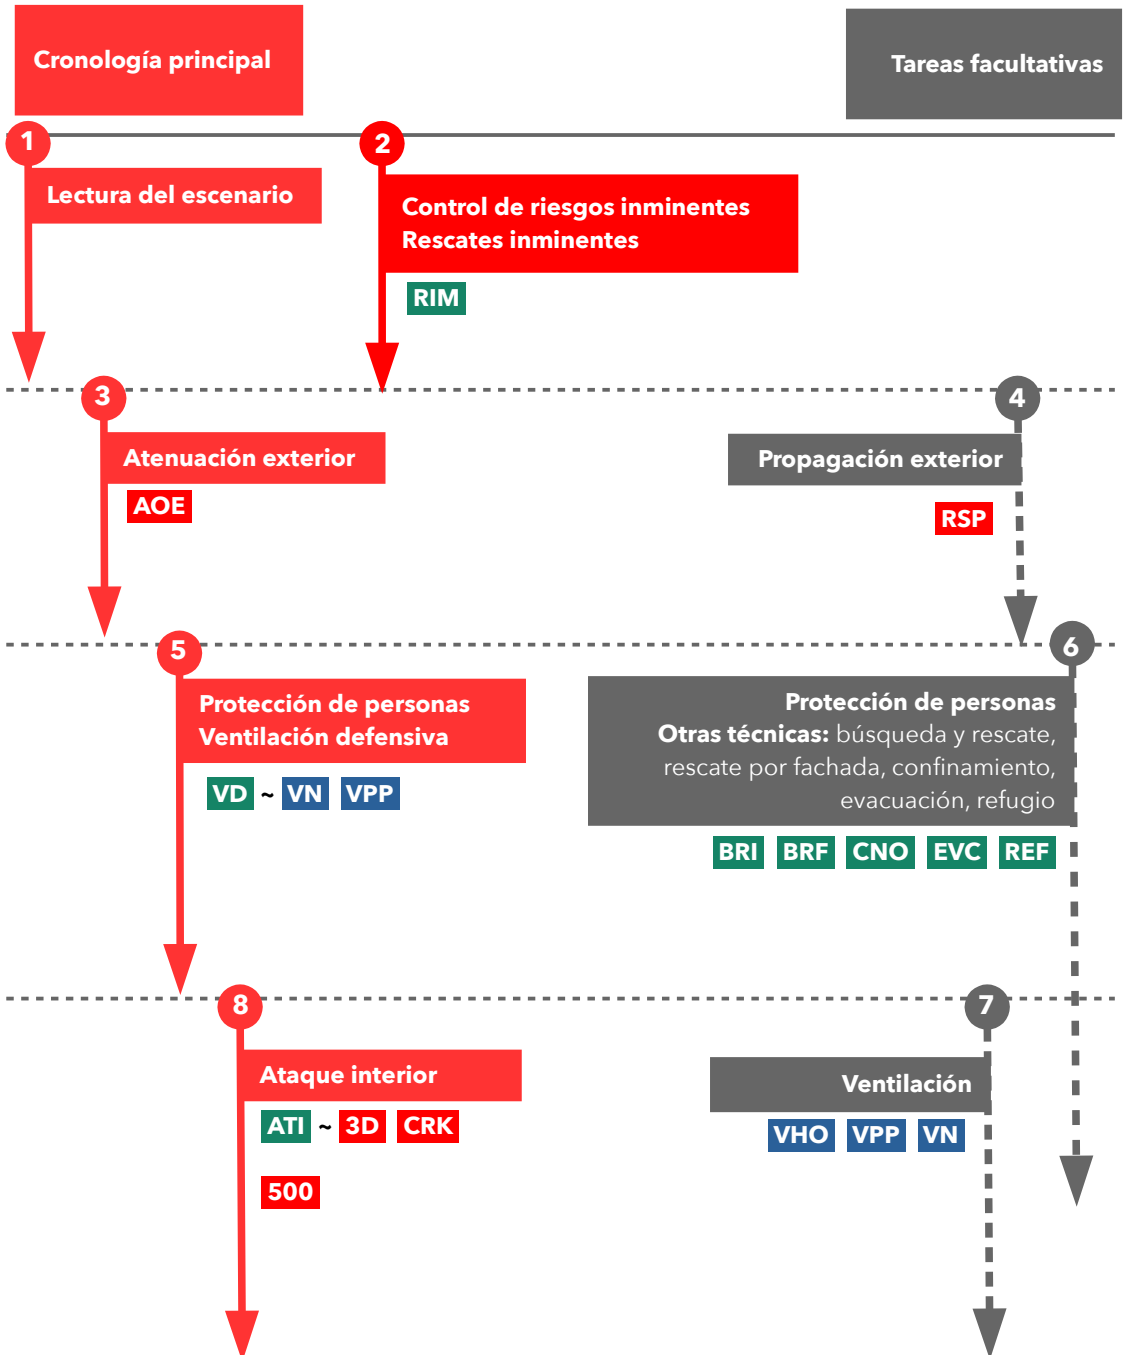 Cronología principal
Tareas facultativas
1
2
Lectura del escenario
Control de riesgos inminentes
Rescates inminentes
RIM
3
4
Atenuación exterior
Propagación exterior
AOE
RSP
5
6
Protección de personas
Ventilación defensiva
VD ~ VN VPP
Protección de personas
Otras técnicas: búsqueda y rescate,
rescate por fachada, confinamiento,
evacuación, refugio
BRI BRF CNO EVC REF
8
7
Ataque interior
Ventilación
ATI ~ 3D CRK
VHO VPP VN
500